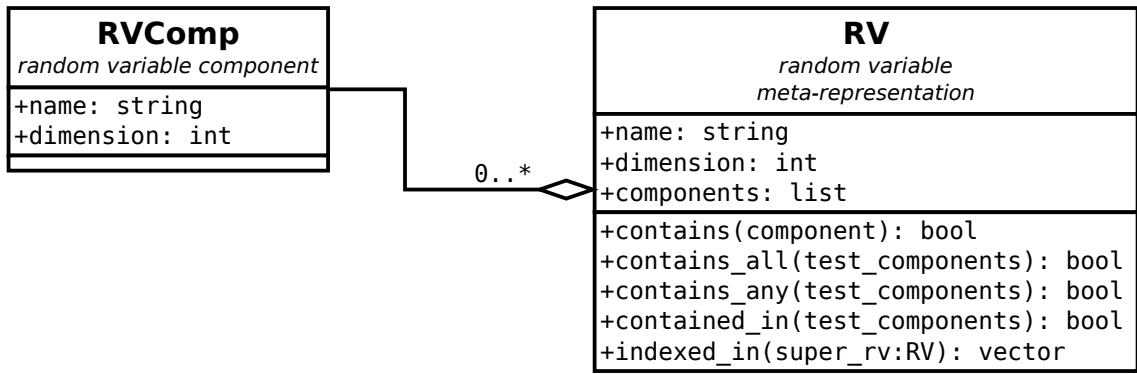 RVComp
random variable component
+name: string
+dimension: int
0..*
RV
random variable
meta-representation
+name: string
+dimension: int
+components: list
+contains(component): bool
+contains_all(test_components): bool
+contains_any(test_components): bool
+contained_in(test_components): bool
+indexed_in(super_rv:RV): vector